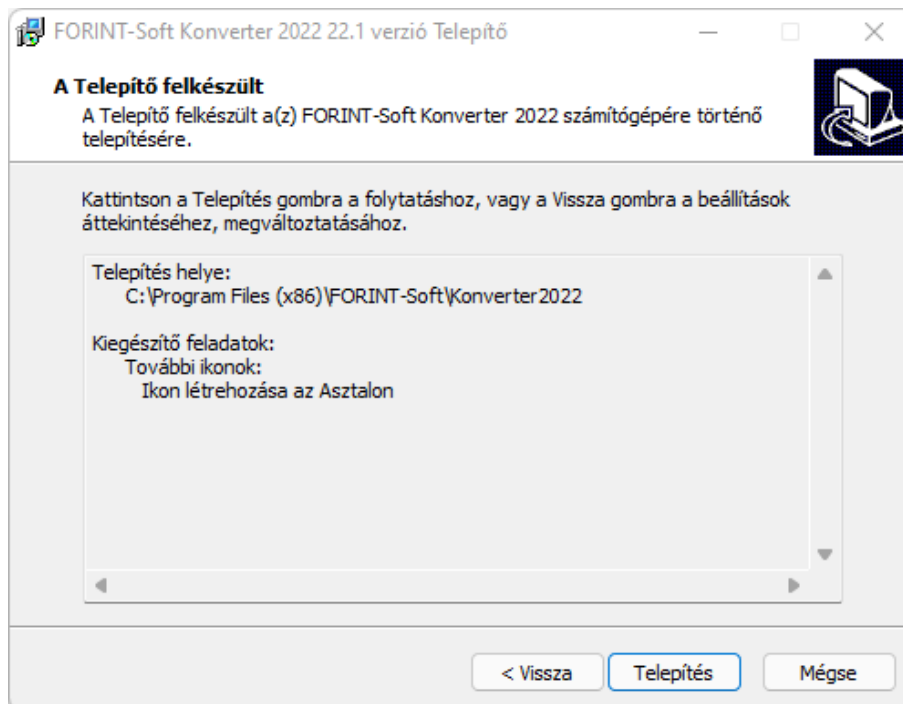 FORINT-Soft Konverter 2022 22.1 verzió Telepítő
A Telepítő felkészült
A Telepítő felkészült a(z) FORINT-Soft Konverter 2022 számítógépére történő
telepítésére.
Kattintson a Telepítés gombra a folytatáshoz, vagy a Vissza gombra a beállítások
áttekintéséhez, megváltoztatásához.
Telepítés helye:
C:\Program Files (x86)\FORINT-Soft\Konverter2022
Kiegészítő feladatok:
További ikonok:
Ikon létrehozása az Asztalon
< Vissza
Telepítés
Mégse